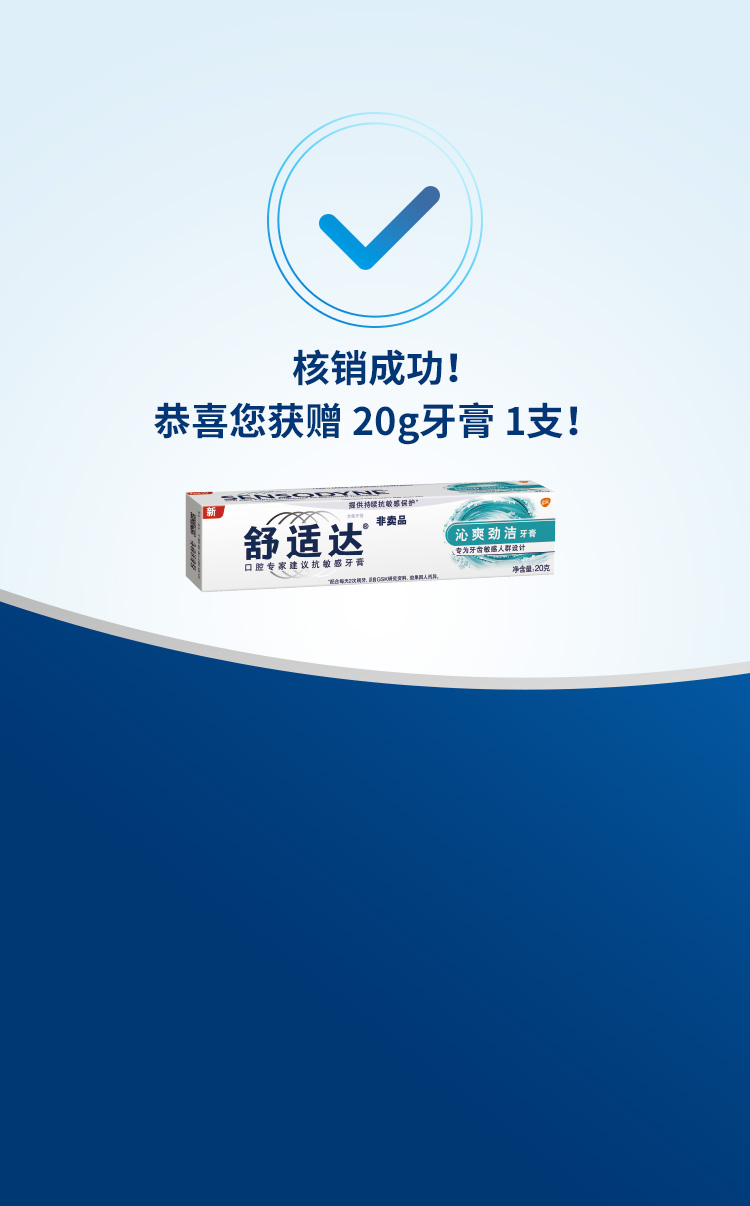 核销成功！
恭喜您获赠 20g牙膏 1支！
SENSODYNE
提供持续抗敏感保护*
新
非卖品
舒适达®
口腔专家建议抗敏感牙膏
沁爽劲洁牙膏
专为牙齿敏感人群设计
净含量:20克